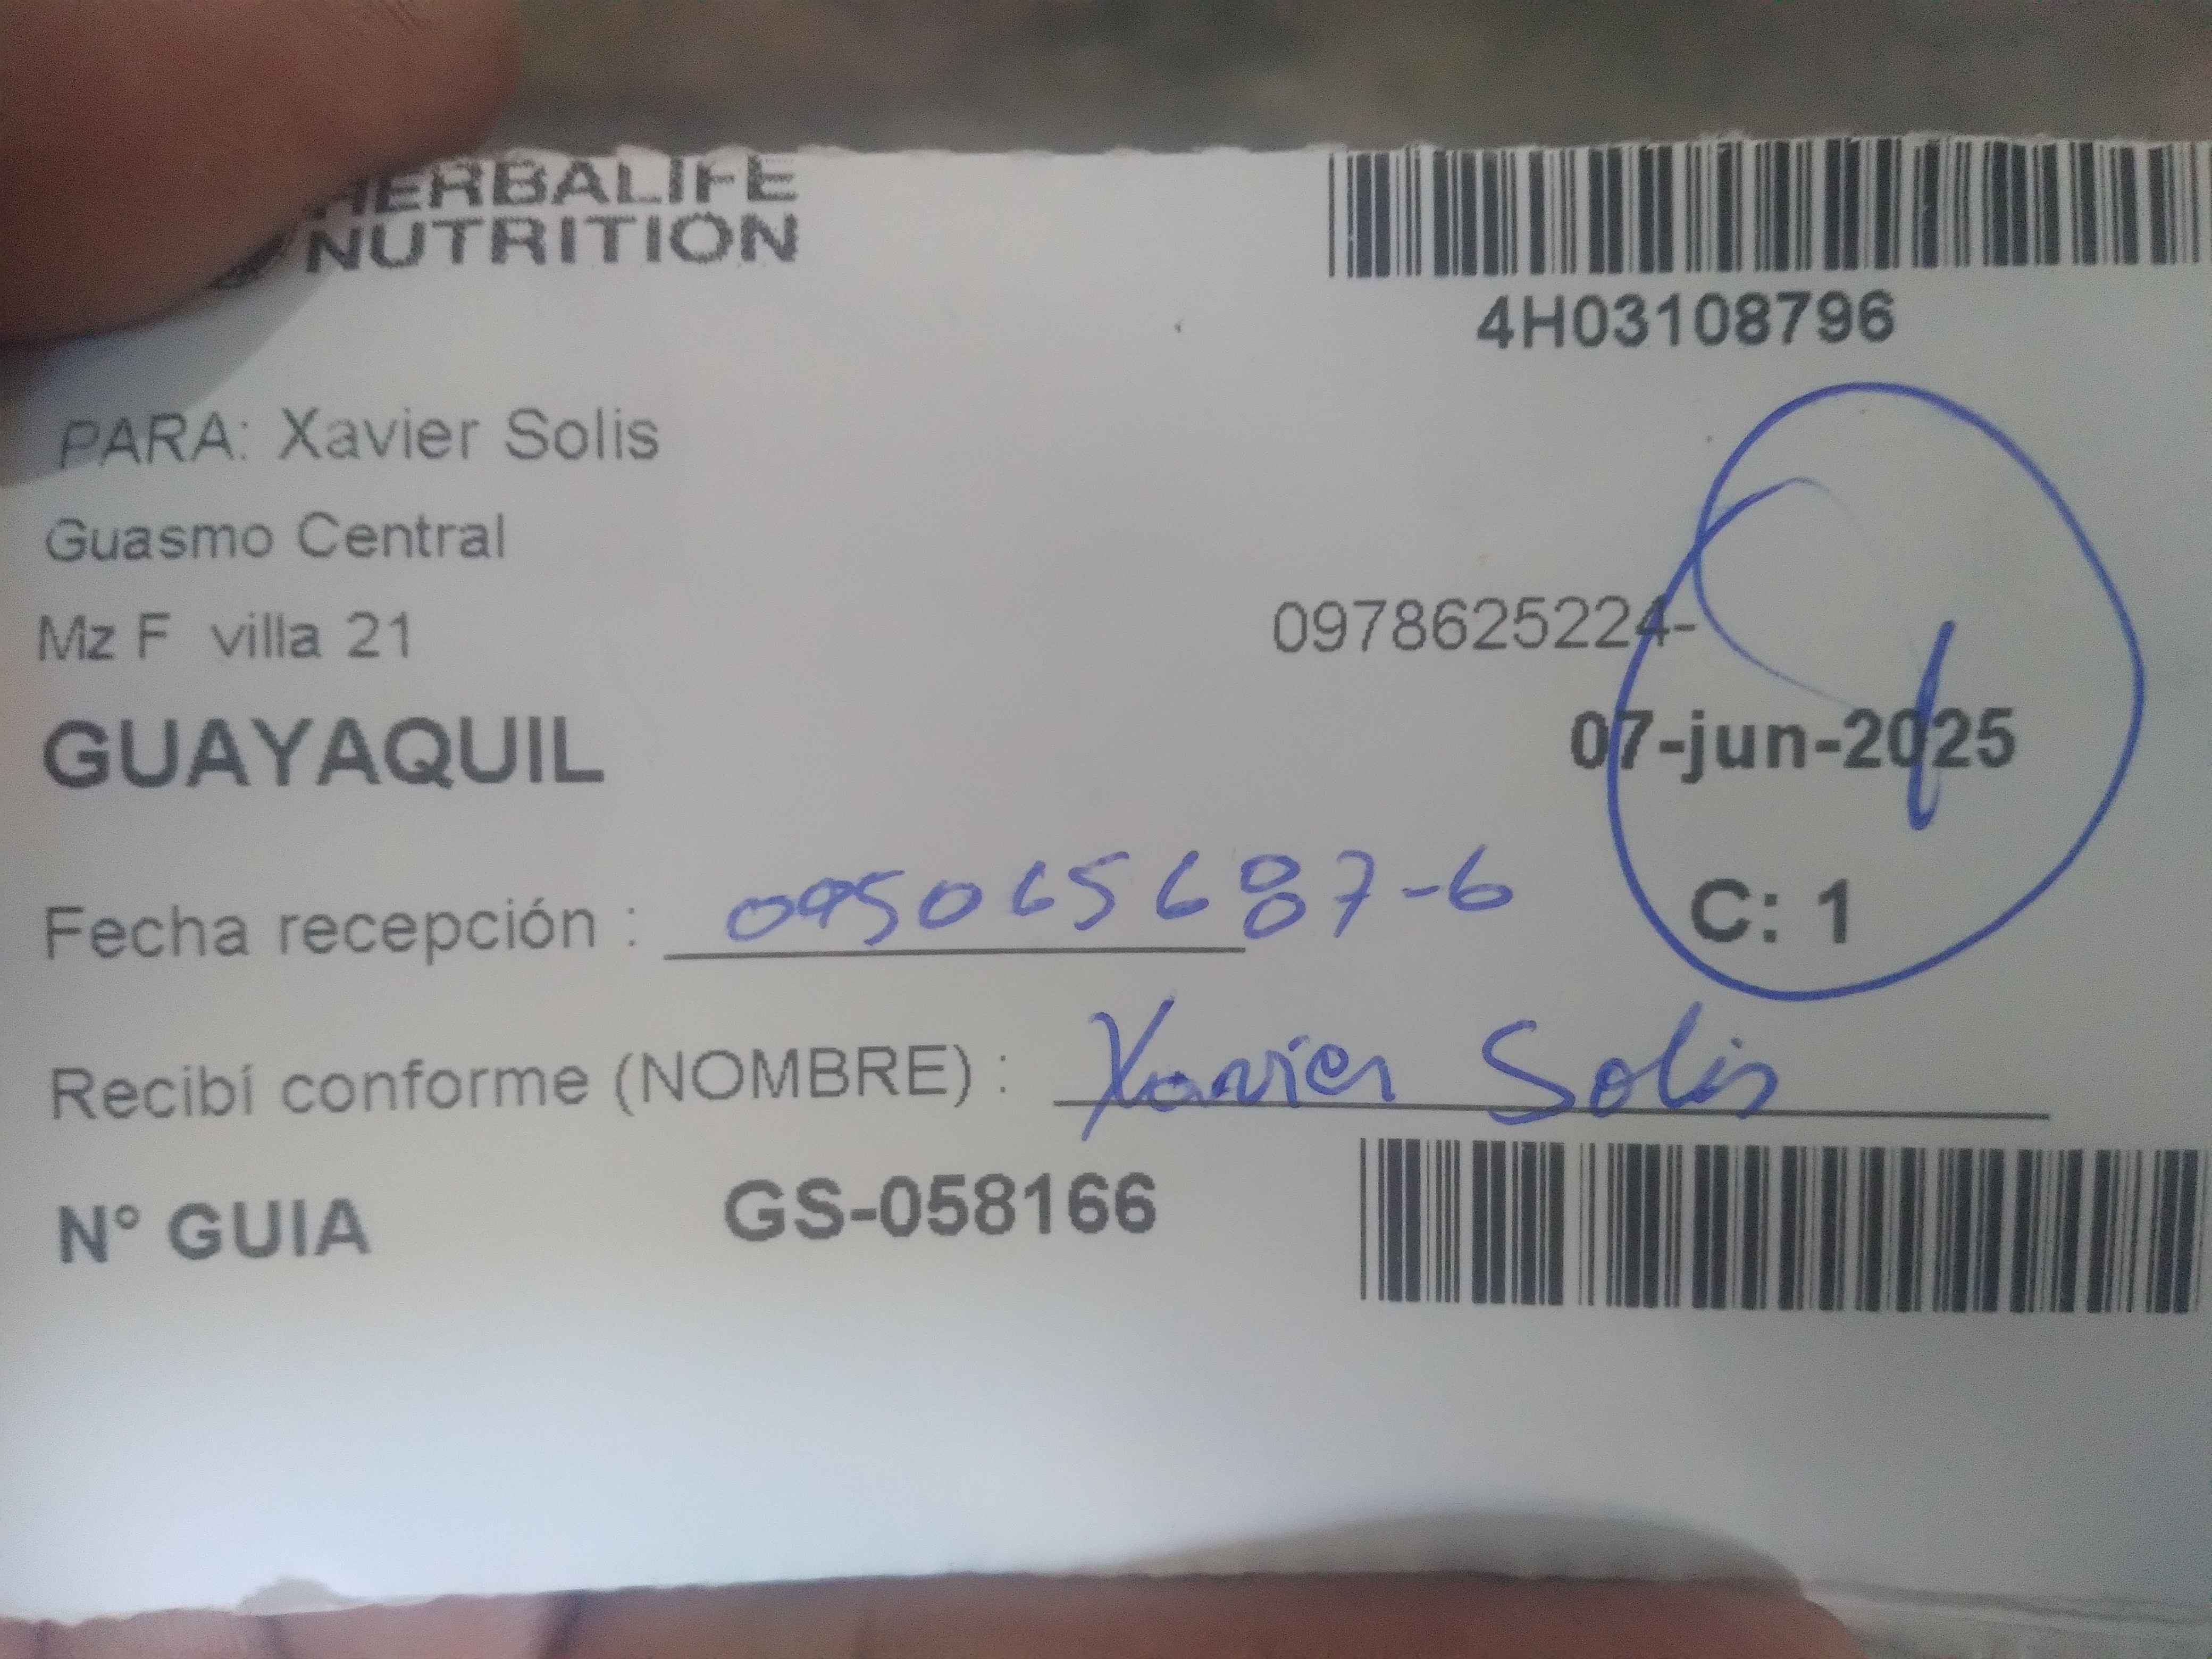 HERBALIFE
NUTRITION
4H03108796
PARA: Xavier Solis
Guasmo Central
Mz F villa 21
0978625224-
GUAYAQUIL
07-jun-2025
Fecha recepción : 095065687-6
C: 1
Recibí conforme (NOMBRE) : Xavier Solis
N° GUIA GS-058166